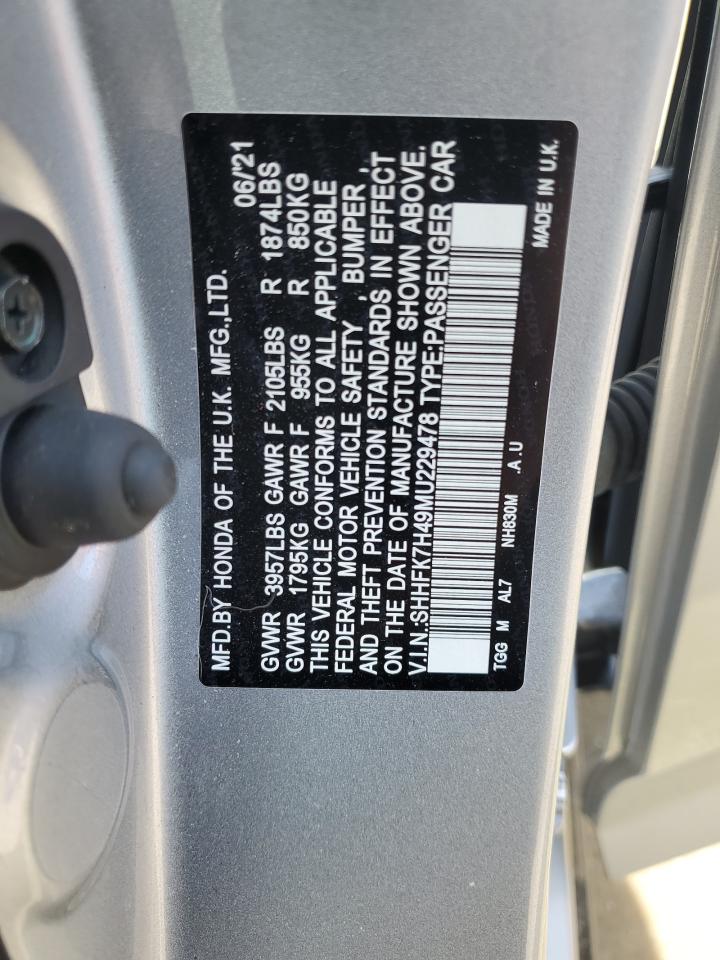 MFD.BY HONDA OF THE U.K. MFG.,LTD. 06/'21
GVWR 3957LBS GAWR F 2105LBS R 1874LBS
GVWR 1795KG GAWR F 955KG R 850KG
THIS VEHICLE CONFORMS TO ALL APPLICABLE
FEDERAL MOTOR VEHICLE SAFETY , BUMPER ,
AND THEFT PREVENTION STANDARDS IN EFFECT
ON THE DATE OF MANUFACTURE SHOWN ABOVE.
V.I.N.:SHHFK7H49MU229478 TYPE:PASSENGER CAR
TGG M AL7 NH830M .A .U MADE IN U.K.